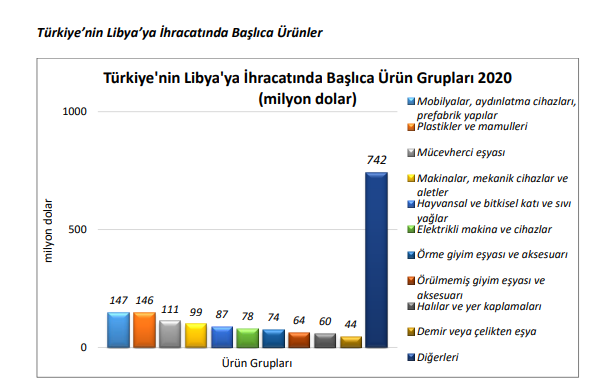 Türkiye’nin Libya’ya İhracatında Başlıca Ürünler
Türkiye'nin Libya'ya İhracatında Başlıca Ürün Grupları 2020
(milyon dolar)
1000
500
0
milyon dolar
147
146
111
99
87
78
74
64
60
44
742
Ürün Grupları
Mobilyalar, aydınlatma cihazları,
prefabrik yapılar
Plastikler ve mamulleri
Mücevherci eşyası
Makinalar, mekanik cihazlar ve
aletler
Hayvansal ve bitkisel katı ve sıvı
yağlar
Elektrikli makina ve cihazlar
Örme giyim eşyası ve aksesuarı
Örülmemiş giyim eşyası ve
aksesuarı
Halılar ve yer kaplamaları
Demir veya çelikten eşya
Diğerleri